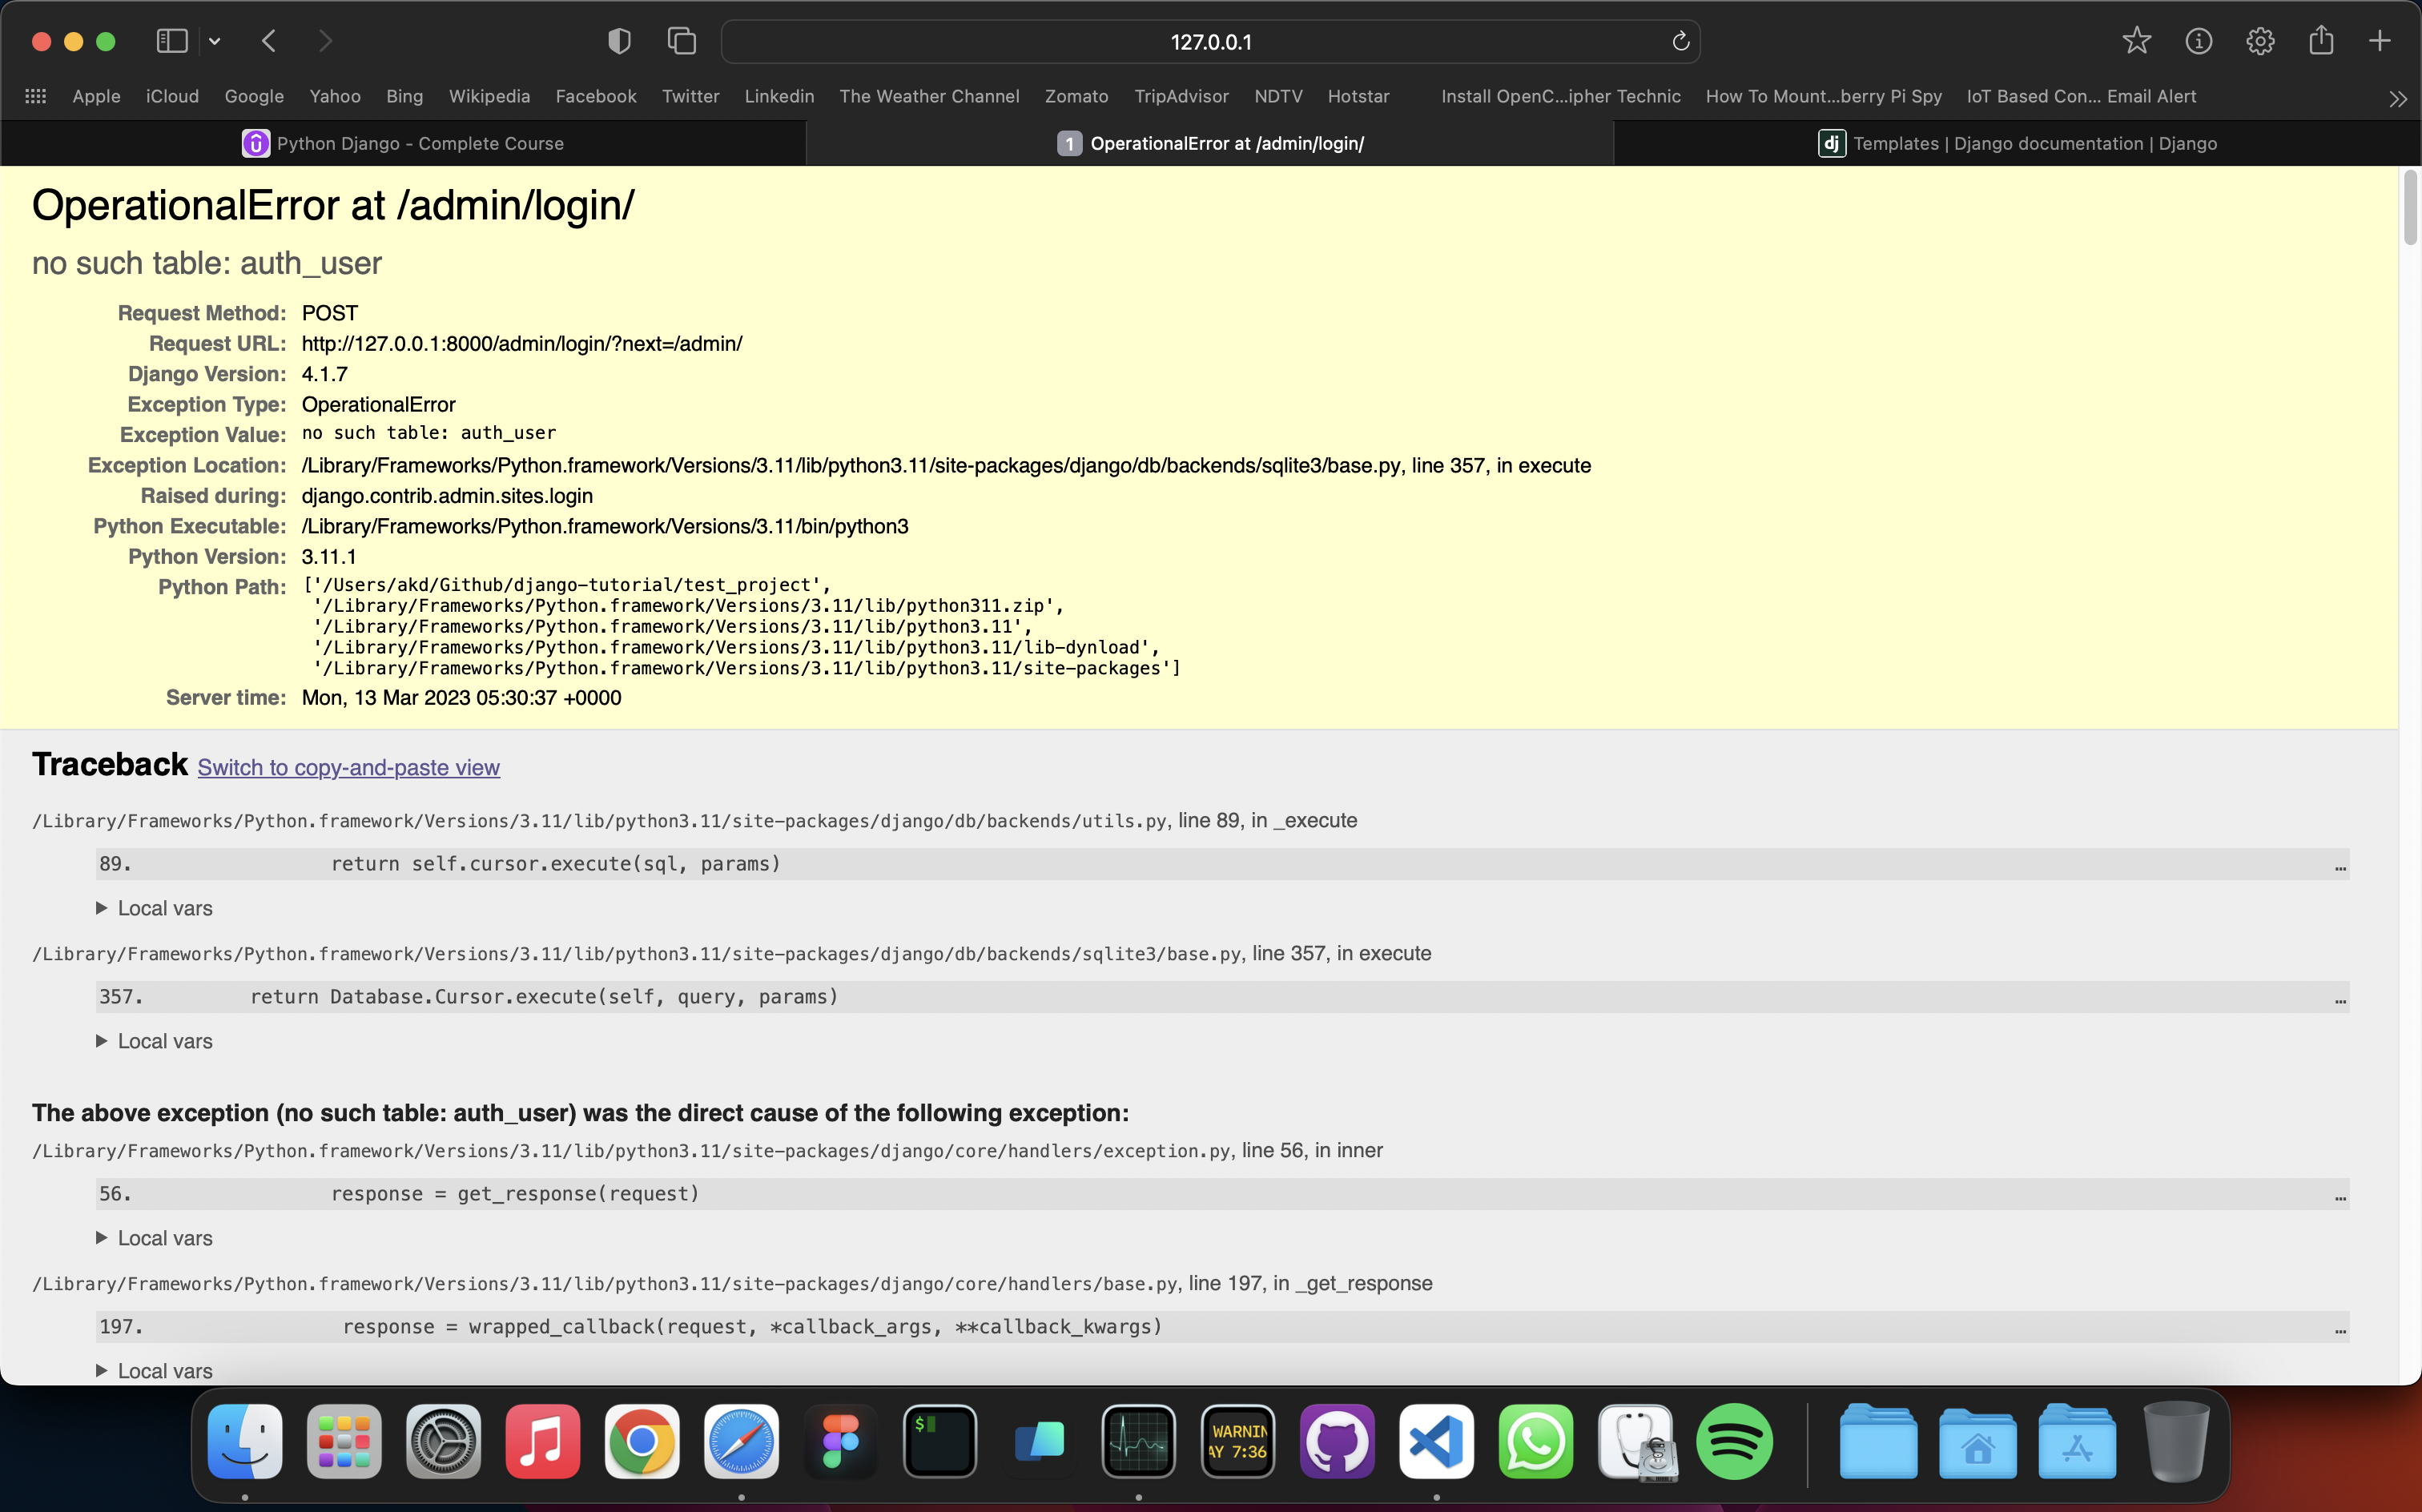 127.0.0.1
Apple iCloud Google Yahoo Bing Wikipedia Facebook Twitter Linkedin The Weather Channel Zomato TripAdvisor NDTV Hotstar Install OpenC...ipher Technic How To Mount...berry Pi Spy IoT Based Con... Email Alert
Python Django - Complete Course
1 OperationalError at /admin/login/
dj Templates | Django documentation | Django
OperationalError at /admin/login/
no such table: auth_user
Request Method: POST
Request URL: http://127.0.0.1:8000/admin/login/?next=/admin/
Django Version: 4.1.7
Exception Type: OperationalError
Exception Value: no such table: auth_user
Exception Location: /Library/Frameworks/Python.framework/Versions/3.11/lib/python3.11/site-packages/django/db/backends/sqlite3/base.py, line 357, in execute
Raised during: django.contrib.admin.sites.login
Python Executable: /Library/Frameworks/Python.framework/Versions/3.11/bin/python3
Python Version: 3.11.1
Python Path: ['/Users/akd/Github/django-tutorial/test_project',
'/Library/Frameworks/Python.framework/Versions/3.11/lib/python311.zip',
'/Library/Frameworks/Python.framework/Versions/3.11/lib/python3.11',
'/Library/Frameworks/Python.framework/Versions/3.11/lib/python3.11/lib-dynload',
'/Library/Frameworks/Python.framework/Versions/3.11/lib/python3.11/site-packages']
Server time: Mon, 13 Mar 2023 05:30:37 +0000
Traceback Switch to copy-and-paste view
/Library/Frameworks/Python.framework/Versions/3.11/lib/python3.11/site-packages/django/db/backends/utils.py, line 89, in _execute
89. return self.cursor.execute(sql, params) …
▶ Local vars
/Library/Frameworks/Python.framework/Versions/3.11/lib/python3.11/site-packages/django/db/backends/sqlite3/base.py, line 357, in execute
357. return Database.Cursor.execute(self, query, params) …
▶ Local vars
The above exception (no such table: auth_user) was the direct cause of the following exception:
/Library/Frameworks/Python.framework/Versions/3.11/lib/python3.11/site-packages/django/core/handlers/exception.py, line 56, in inner
56. response = get_response(request) …
▶ Local vars
/Library/Frameworks/Python.framework/Versions/3.11/lib/python3.11/site-packages/django/core/handlers/base.py, line 197, in _get_response
197. response = wrapped_callback(request, *callback_args, **callback_kwargs) …
▶ Local vars
$
WARNIN
AY 7:36